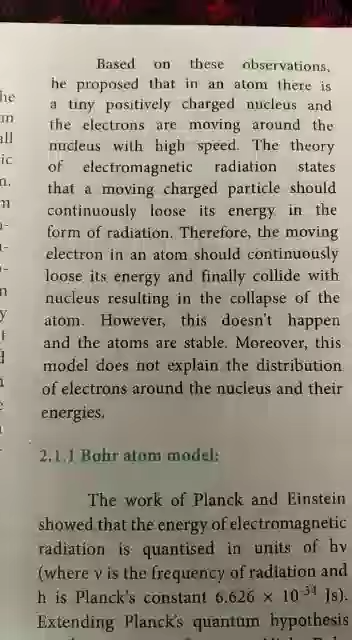 Based on these observations,
he proposed that in an atom there is
a tiny positively charged nucleus and
the electrons are moving around the
nucleus with high speed. The theory
of electromagnetic radiation states
that a moving charged particle should
continuously loose its energy in the
form of radiation. Therefore, the moving
electron in an atom should continuously
loose its energy and finally collide with
nucleus resulting in the collapse of the
atom. However, this doesn't happen
and the atoms are stable. Moreover, this
model does not explain the distribution
of electrons around the nucleus and their
energies.
2.1.1 Bohr atom model:
The work of Planck and Einstein
showed that the energy of electromagnetic
radiation is quantised in units of hν
(where ν is the frequency of radiation and
h is Planck's constant 6.626 × 10⁻³⁴ Js).
Extending Planck's quantum hypothesis